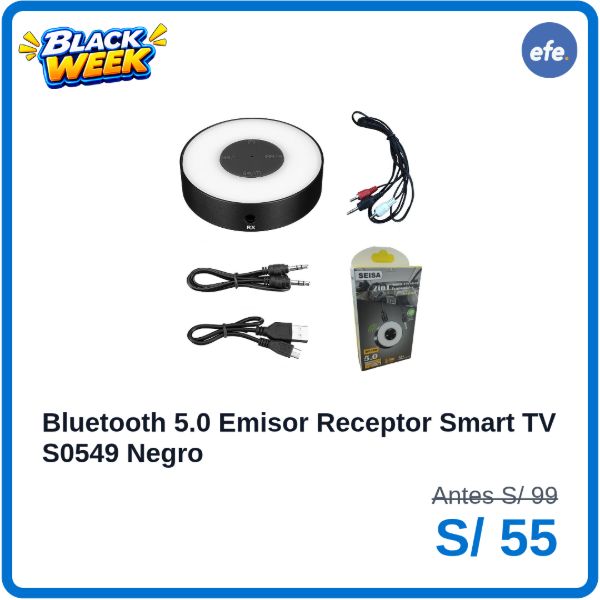 BLACK
WEEK
efe.
RX
SEISA
2in1
5.0
Bluetooth 5.0 Emisor Receptor Smart TV
S0549 Negro
Antes S/ 99
S/ 55